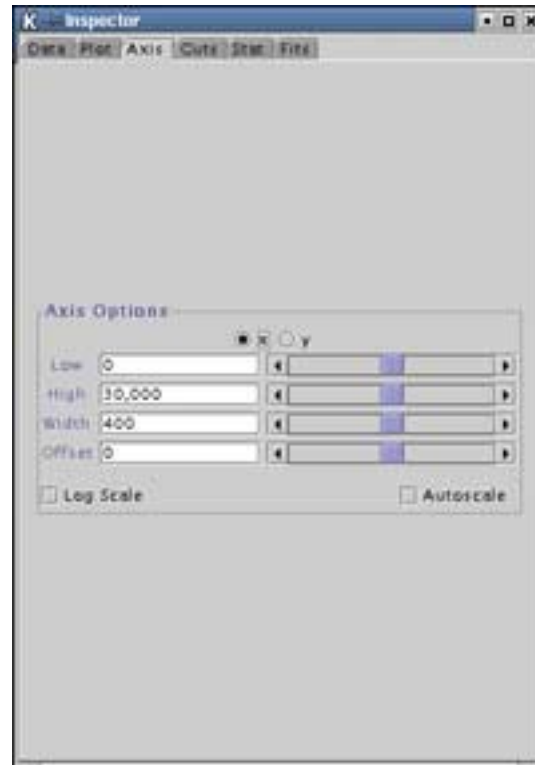 Inspector
Data Plot Axis Cuts Stat Fits
Axis Options
x y
Low 0
High 30,000
Width 400
Offset 0
Log Scale Autoscale